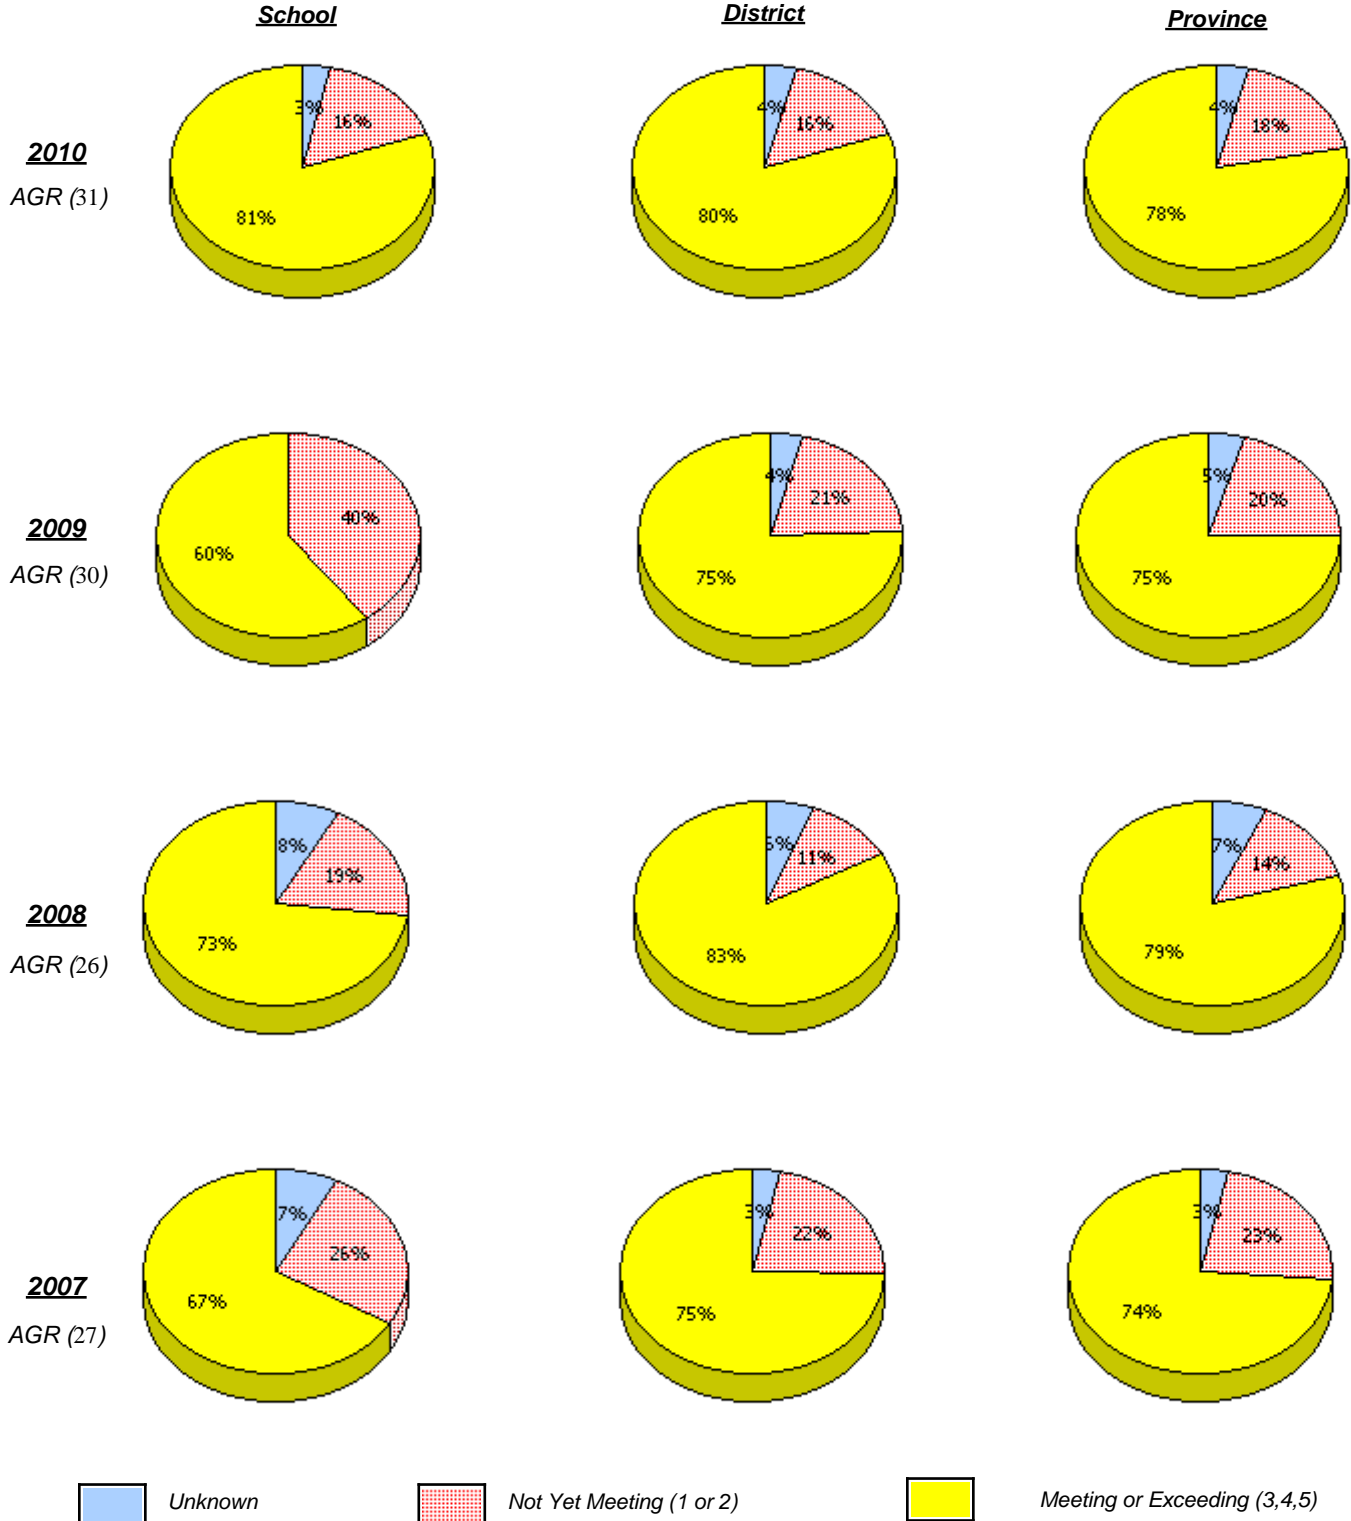 School District Province
3% 16% 81%
4% 16% 80%
4% 18% 78%
2010
AGR (31)
40% 60%
4% 21% 75%
5% 20% 75%
2009
AGR (30)
8% 19% 73%
5% 11% 83%
7% 14% 79%
2008
AGR (26)
7% 26% 67%
3% 22% 75%
3% 23% 74%
2007
AGR (27)
Unknown Not Yet Meeting (1 or 2) Meeting or Exceeding (3,4,5)